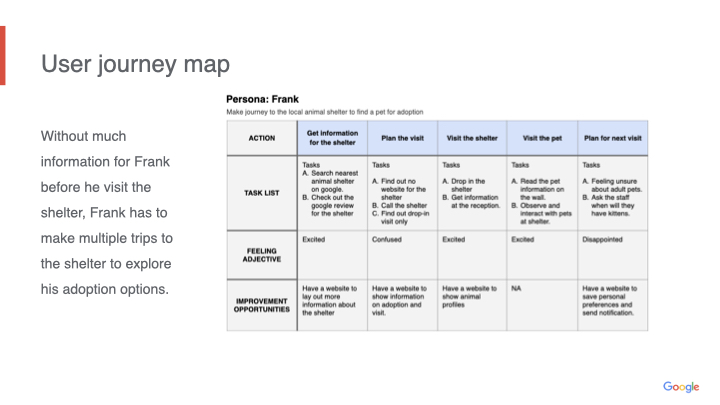 User journey map
Without much
information for Frank
before he visit the
shelter, Frank has to
make multiple trips to
the shelter to explore
his adoption options.
Persona: Frank
Make journey to the local animal shelter to find a pet for adoption
ACTION
Get information
for the shelter
Plan the visit
Visit the shelter
Visit the pet
Plan for next visit
TASK LIST
Tasks
A. Search nearest
animal shelter
on google.
B. Check out the
google review
for the shelter
Tasks
A. Find out no
website for the
shelter
B. Call the shelter
C. Find out drop-in
visit only
Tasks
A. Drop in the
shelter
B. Get information
at the reception.
Tasks
A. Read the pet
information on
the wall.
B. Observe and
interact with pets
at shelter.
Tasks
A. Feeling unsure
about adult pets.
B. Ask the staff
when will they
have kittens.
FEELING
ADJECTIVE
Excited
Confused
Excited
Excited
Disappointed
IMPROVEMENT
OPPORTUNITIES
Have a website to
lay out more
information about
the shelter
Have a website to
show information
on adoption and
visit.
Have a website to
show animal
profiles
NA
Have a website to
save personal
preferences and
send notification.
Google